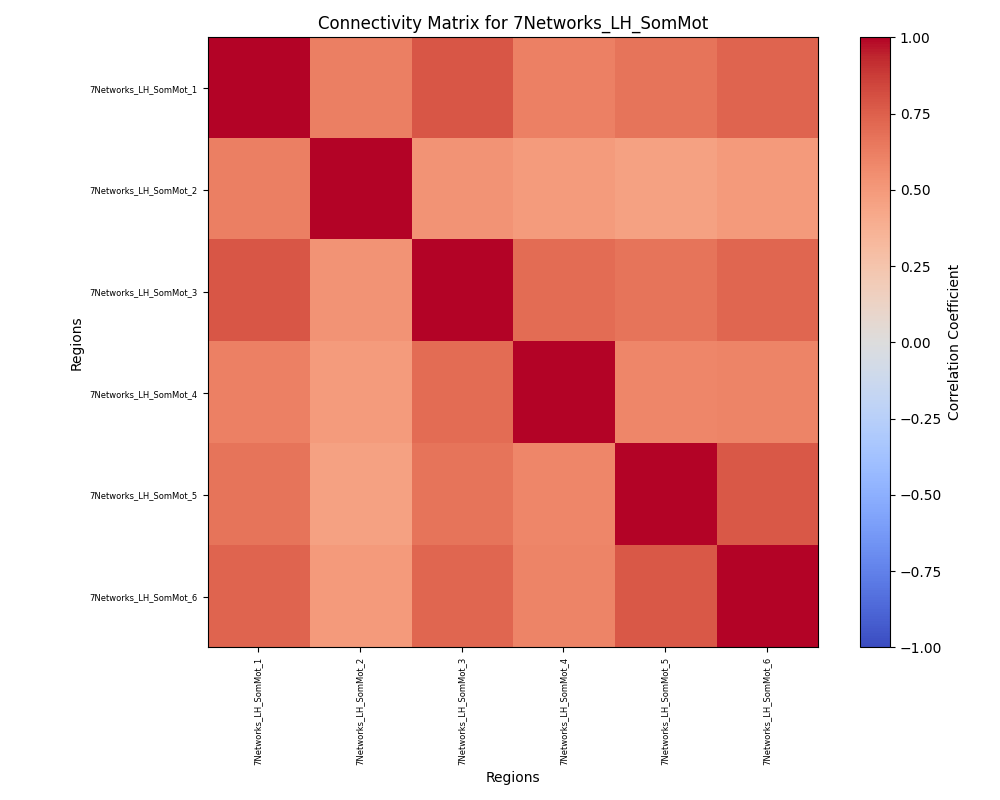 Connectivity Matrix for 7Networks_LH_SomMot
Regions
7Networks_LH_SomMot_1
7Networks_LH_SomMot_2
7Networks_LH_SomMot_3
7Networks_LH_SomMot_4
7Networks_LH_SomMot_5
7Networks_LH_SomMot_6
7Networks_LH_SomMot_1
7Networks_LH_SomMot_2
7Networks_LH_SomMot_3
7Networks_LH_SomMot_4
7Networks_LH_SomMot_5
7Networks_LH_SomMot_6
Regions
1.00
0.75
0.50
0.25
0.00
−0.25
−0.50
−0.75
−1.00
Correlation Coefficient